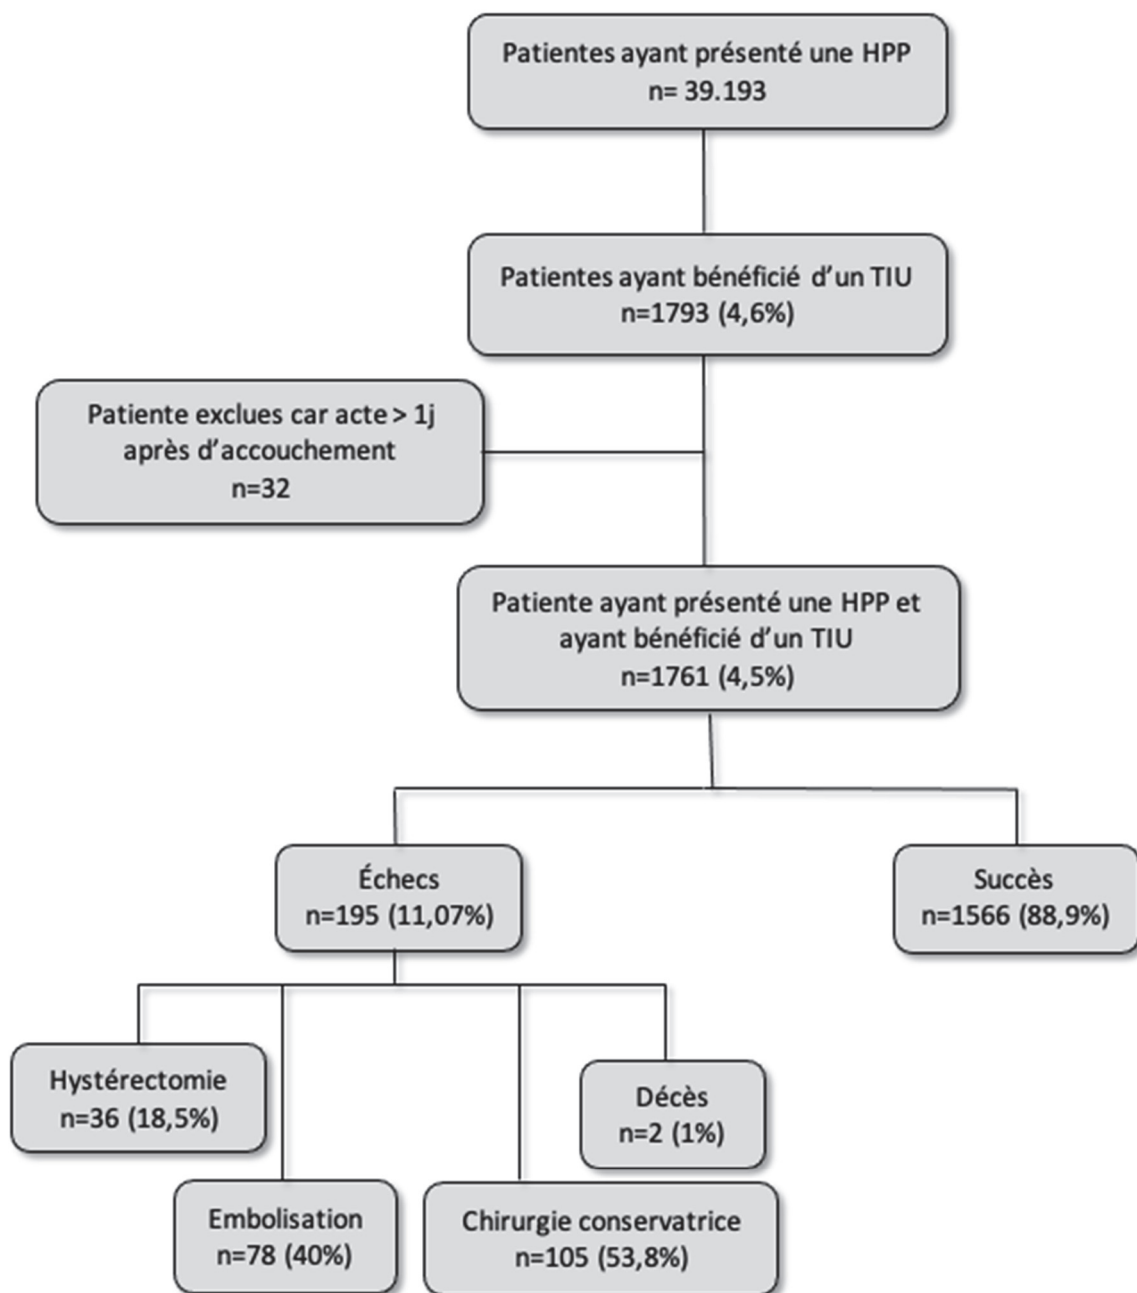 Patientes ayant présenté une HPP
n= 39.193
Patientes ayant bénéficié d'un TIU
n=1793 (4,6%)
Patiente exclues car acte > 1j
après d'accouchement
n=32
Patiente ayant présenté une HPP et
ayant bénéficié d'un TIU
n=1761 (4,5%)
Échecs
n=195 (11,07%)
Succès
n=1566 (88,9%)
Hystérectomie
n=36 (18,5%)
Décès
n=2 (1%)
Embolisation
n=78 (40%)
Chirurgie conservatrice
n=105 (53,8%)